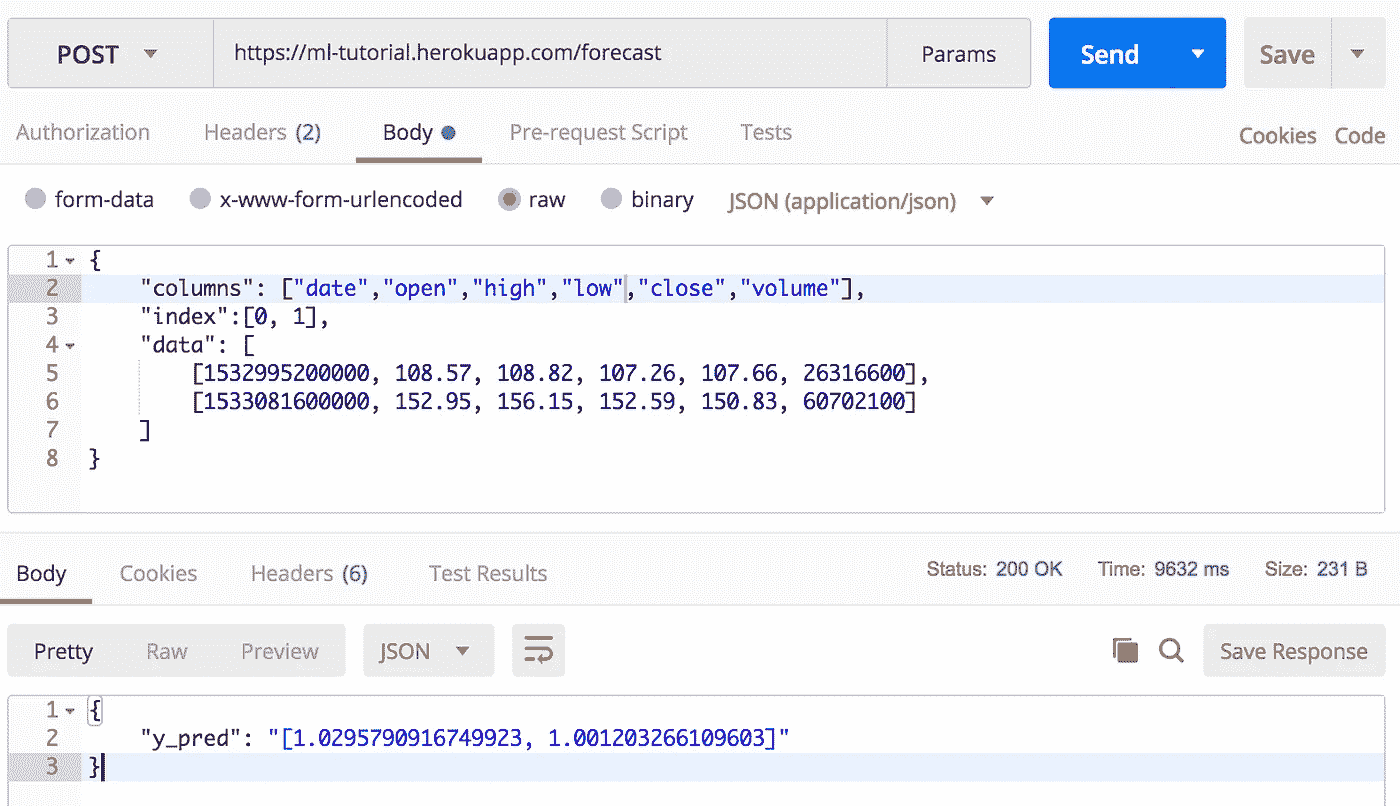 POST https://ml-tutorial.herokuapp.com/forecast Params Send Save
Authorization Headers (2) Body Pre-request Script Tests Cookies Code
form-data x-www-form-urlencoded raw binary JSON (application/json)
1 {
2 "columns": ["date","open","high","low","close","volume"],
3 "index":[0, 1],
4 "data": [
5 [1532995200000, 108.57, 108.82, 107.26, 107.66, 26316600],
6 [1533081600000, 152.95, 156.15, 152.59, 150.83, 60702100]
7 ]
8 }
Body Cookies Headers (6) Test Results Status: 200 OK Time: 9632 ms Size: 231 B
Pretty Raw Preview JSON Save Response
1 {
2 "y_pred": "[1.0295790916749923, 1.001203266109603]"
3 }